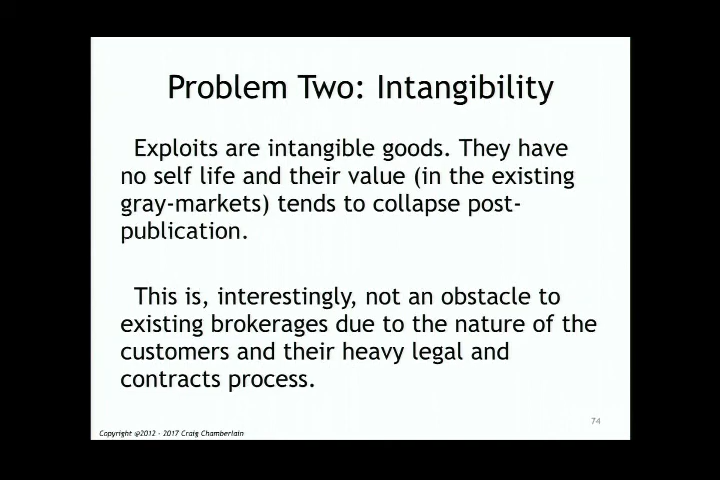 Problem Two: Intangibility
Exploits are intangible goods. They have
no self life and their value (in the existing
gray-markets) tends to collapse post-
publication.
This is, interestingly, not an obstacle to
existing brokerages due to the nature of the
customers and their heavy legal and
contracts process.
74
Copyright @2012 - 2017 Craig Chamberlain